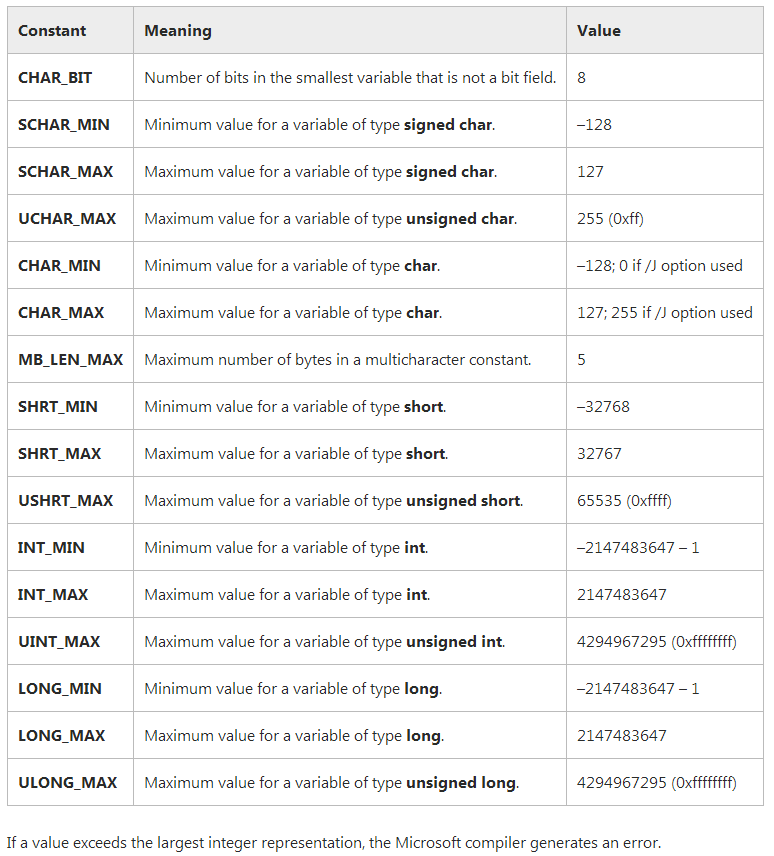 Constant Meaning Value
CHAR_BIT Number of bits in the smallest variable that is not a bit field. 8
SCHAR_MIN Minimum value for a variable of type signed char. –128
SCHAR_MAX Maximum value for a variable of type signed char. 127
UCHAR_MAX Maximum value for a variable of type unsigned char. 255 (0xff)
CHAR_MIN Minimum value for a variable of type char. –128; 0 if /J option used
CHAR_MAX Maximum value for a variable of type char. 127; 255 if /J option used
MB_LEN_MAX Maximum number of bytes in a multicharacter constant. 5
SHRT_MIN Minimum value for a variable of type short. –32768
SHRT_MAX Maximum value for a variable of type short. 32767
USHRT_MAX Maximum value for a variable of type unsigned short. 65535 (0xffff)
INT_MIN Minimum value for a variable of type int. –2147483647 – 1
INT_MAX Maximum value for a variable of type int. 2147483647
UINT_MAX Maximum value for a variable of type unsigned int. 4294967295 (0xffffffff)
LONG_MIN Minimum value for a variable of type long. –2147483647 – 1
LONG_MAX Maximum value for a variable of type long. 2147483647
ULONG_MAX Maximum value for a variable of type unsigned long. 4294967295 (0xffffffff)
If a value exceeds the largest integer representation, the Microsoft compiler generates an error.